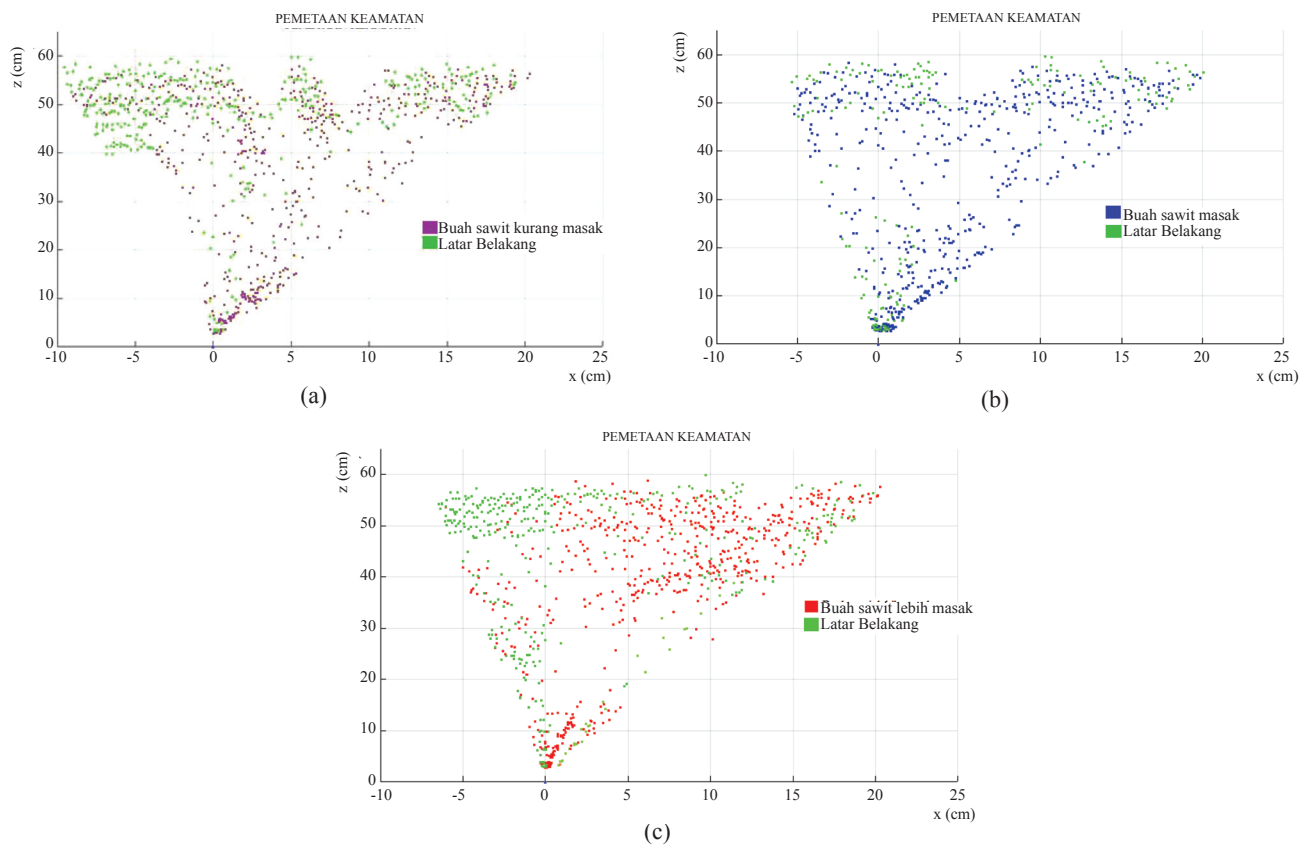 PEMETAAN KEAMATAN
z (cm)
60
50
40
30
20
10
0
-10 -5 0 5 10 15 20 25
x (cm)
Buah sawit kurang masak
Latar Belakang
(a)
PEMETAAN KEAMATAN
z (cm)
60
50
40
30
20
10
0
-10 -5 0 5 10 15 20 25
x (cm)
Buah sawit masak
Latar Belakang
(b)
PEMETAAN KEAMATAN
z (cm)
60
50
40
30
20
10
0
-10 -5 0 5 10 15 20 25
x (cm)
Buah sawit lebih masak
Latar Belakang
(c)